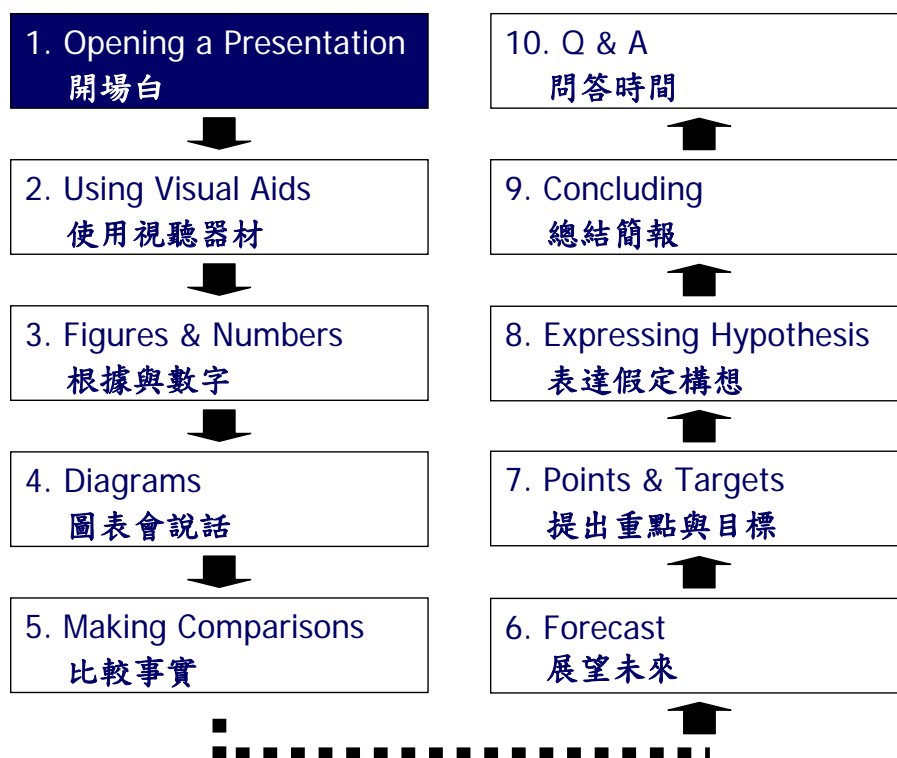 1. Opening a Presentation
開場白
2. Using Visual Aids
使用視聽器材
3. Figures & Numbers
根據與數字
4. Diagrams
圖表會說話
5. Making Comparisons
比較事實
6. Forecast
展望未來
7. Points & Targets
提出重點與目標
8. Expressing Hypothesis
表達假定構想
9. Concluding
總結簡報
10. Q & A
問答時間